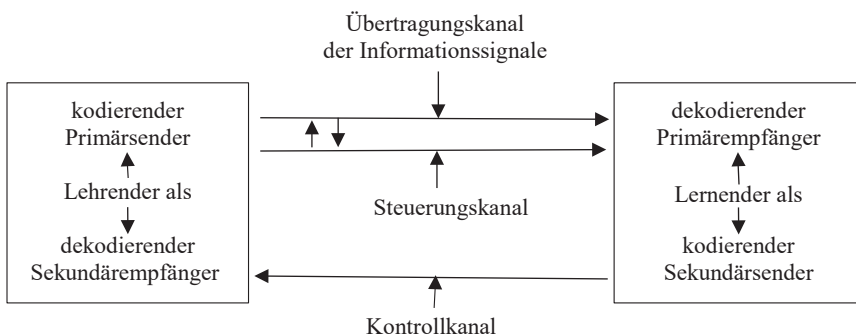 Übertragungskanal
der Informationssignale
kodierender
Primärsender
Lehrender als
dekodierender
Sekundärempfänger
Steuerungskanal
dekodierender
Primärempfänger
Lernender als
kodierender
Sekundärsender
Kontrollkanal